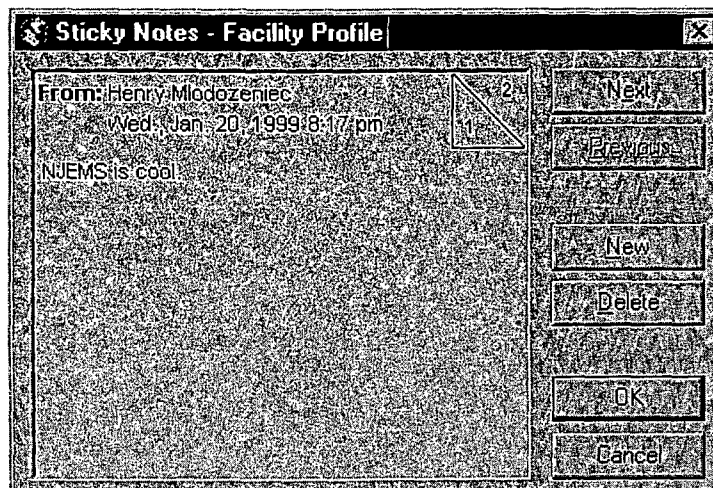 Sticky Notes - Facility Profile
From: Henry Mlodozeniec
Wed., Jan. 20, 1999 8:17 pm
2
1
NJEMS is cool.
Next
Previous
New
Delete
OK
Cancel